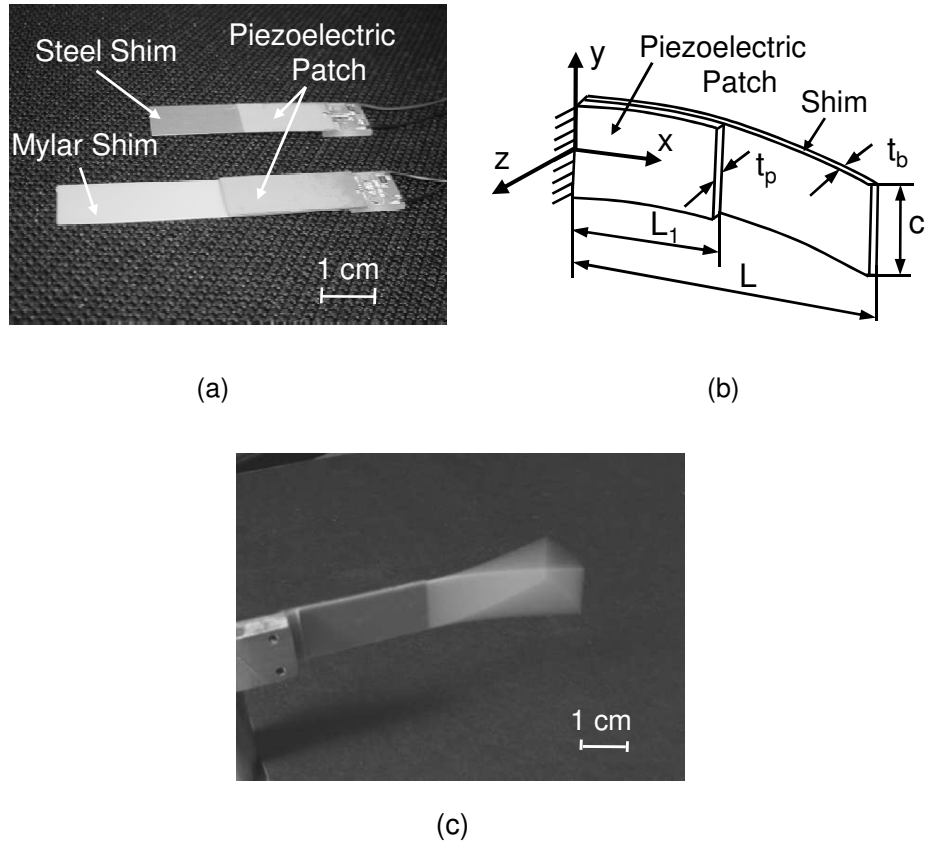 Steel Shim
Piezoelectric
Patch
Mylar Shim
1 cm
(a)
y
Piezoelectric
Patch
Shim
x
z
t_b
t_p
c
L_1
L
(b)
1 cm
(c)